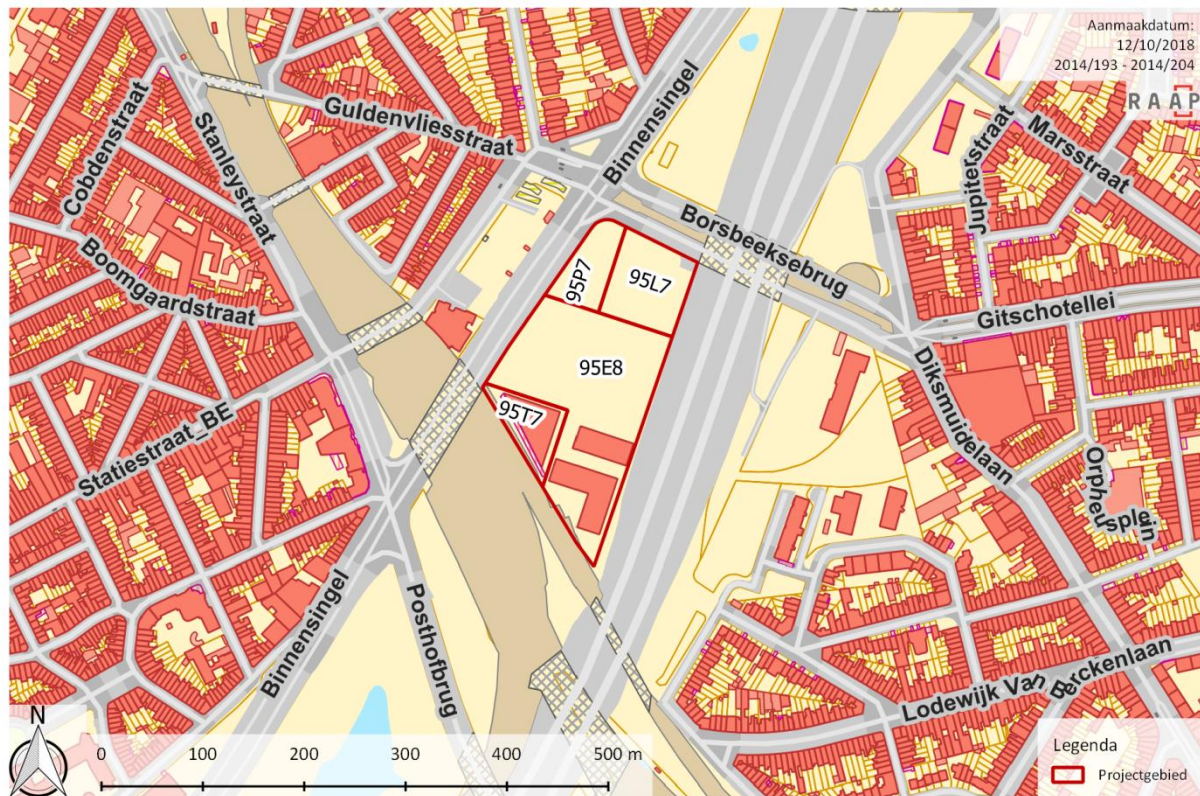 Aanmaakdatum:
12/10/2018
2014/193 - 2014/204
RAAP
Cobdenstraat
Stanleystraat
Guldenvliesstraat
Binnensingel
Marsstraat
Jupiterstraat
Boomgaardstraat
Borsbeeksebrug
95P7
95L7
Gitschotellei
95E8
Diksmuidelaan
95T7
Statiestraat_BE
Orpheusplein
Binnensingel
Posthofbrug
Lodewijk Van Berckenlaan
N
0 100 200 300 400 500 m
Legenda
Projectgebied